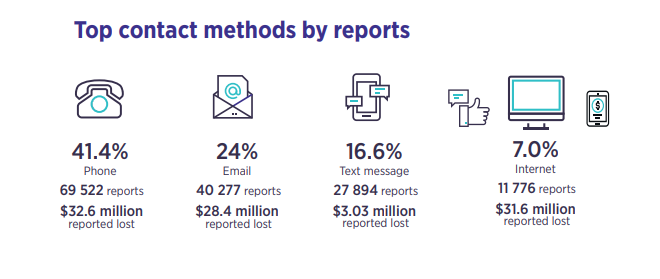 Top contact methods by reports
41.4%
Phone
69 522 reports
$32.6 million
reported lost
24%
Email
40 277 reports
$28.4 million
reported lost
16.6%
Text message
27 894 reports
$3.03 million
reported lost
7.0%
Internet
11 776 reports
$31.6 million
reported lost